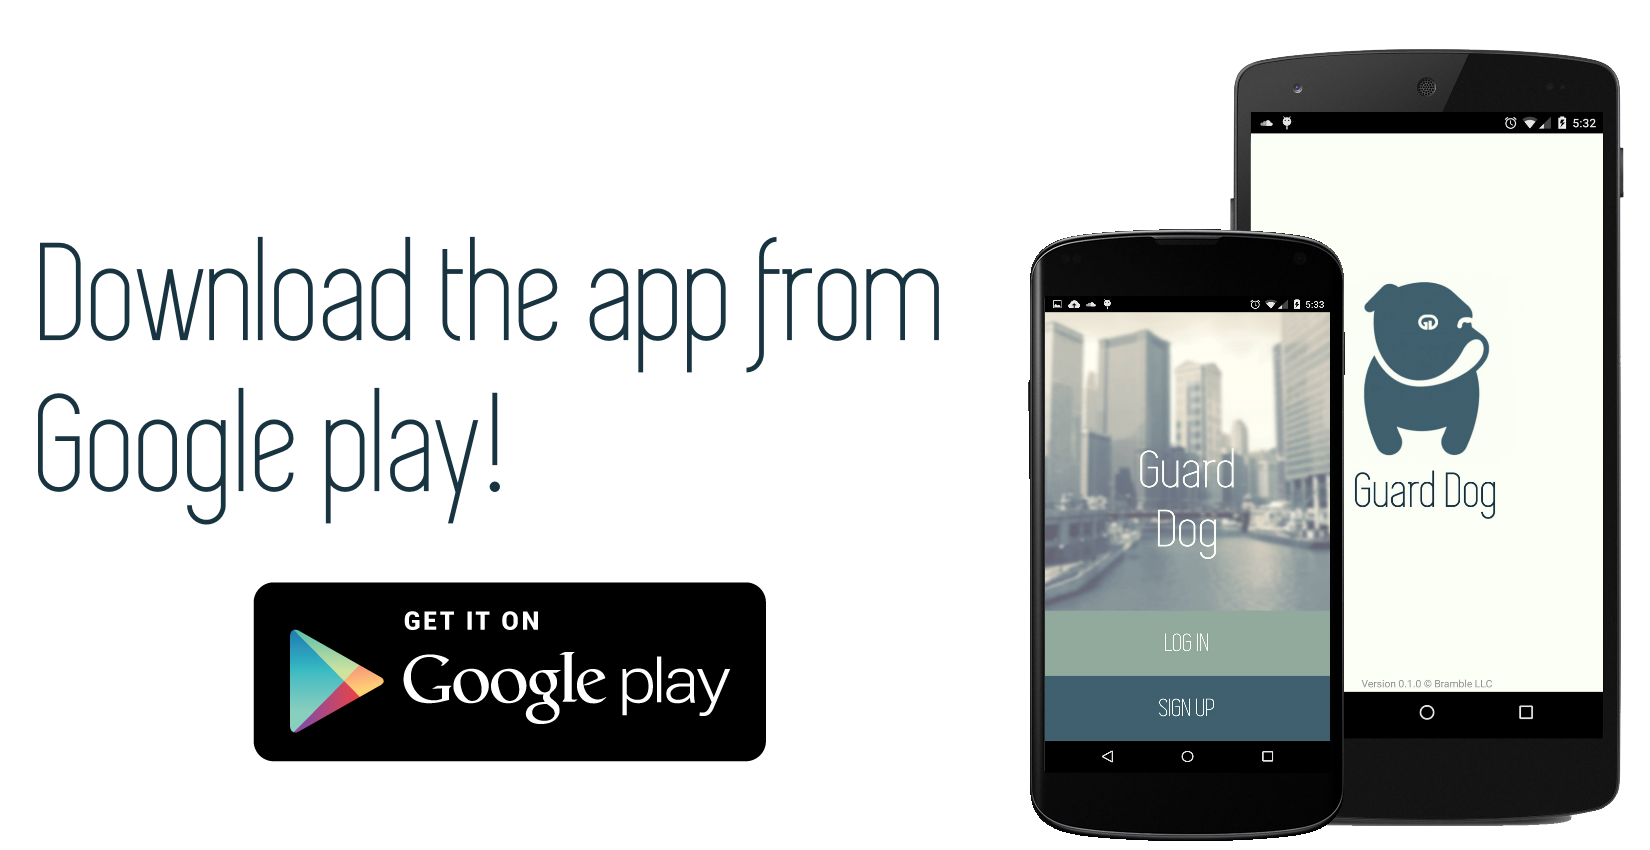 Download the app from
Google play!
GET IT ON
Google play
5:33
Guard
Dog
LOG IN
SIGN UP
5:32
GD
Guard Dog
Version 0.1.0 © Bramble LLC